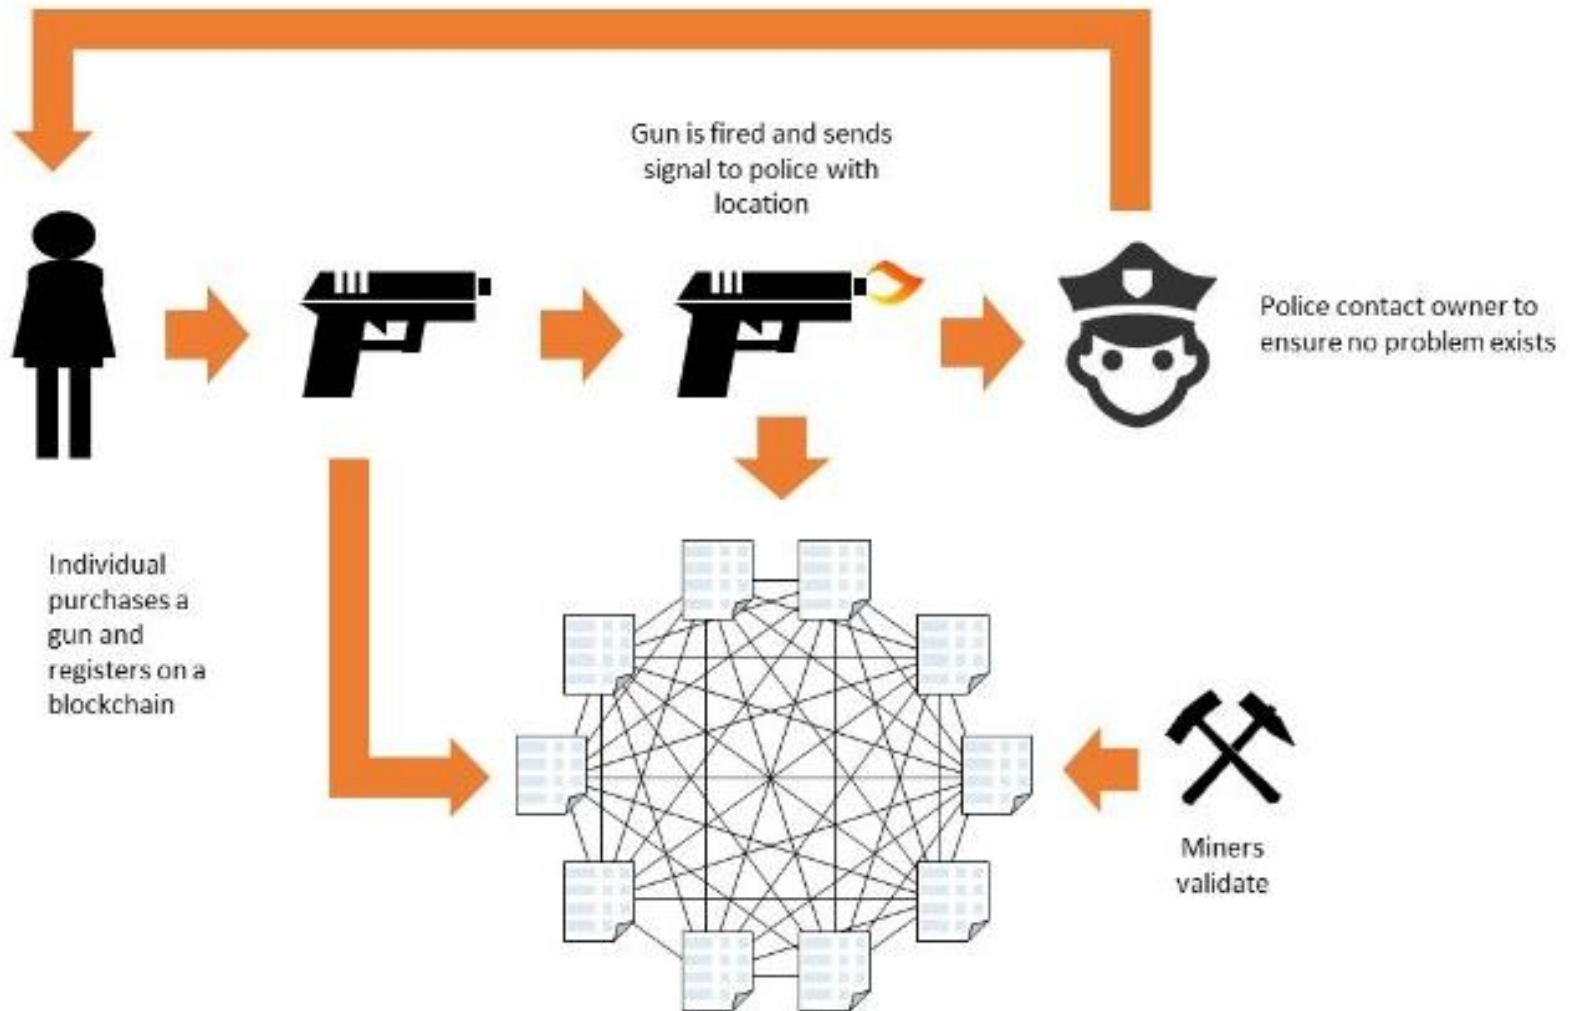 Gun is fired and sends
signal to police with
location
Police contact owner to
ensure no problem exists
Individual
purchases a
gun and
registers on a
blockchain
Miners
validate